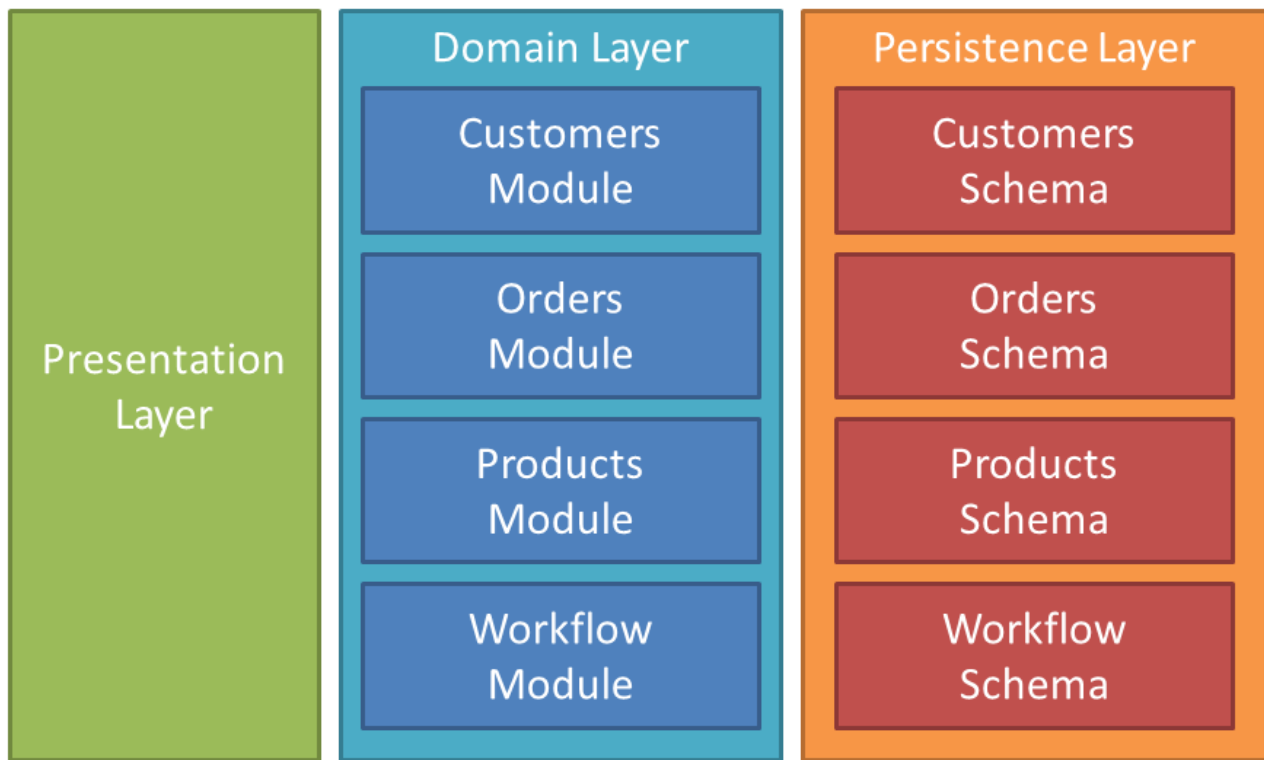 Presentation
Layer
Domain Layer
Customers
Module
Orders
Module
Products
Module
Workflow
Module
Persistence Layer
Customers
Schema
Orders
Schema
Products
Schema
Workflow
Schema